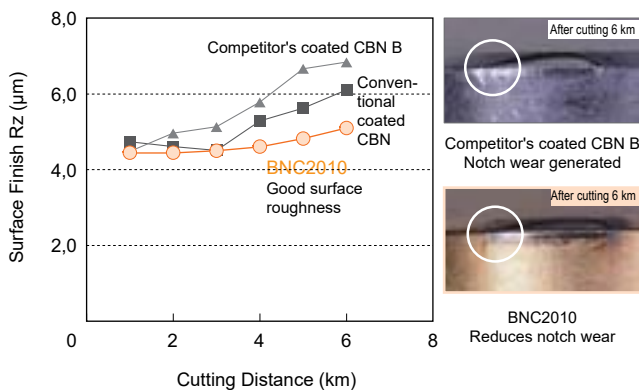 Surface Finish Rz (µm)
8,0
6,0
4,0
2,0
0
0
2
4
6
8
Cutting Distance (km)
Competitor's coated CBN B
Conven-
tional
coated
CBN
BNC2010
Good surface
roughness
After cutting 6 km
Competitor's coated CBN B
Notch wear generated
After cutting 6 km
BNC2010
Reduces notch wear